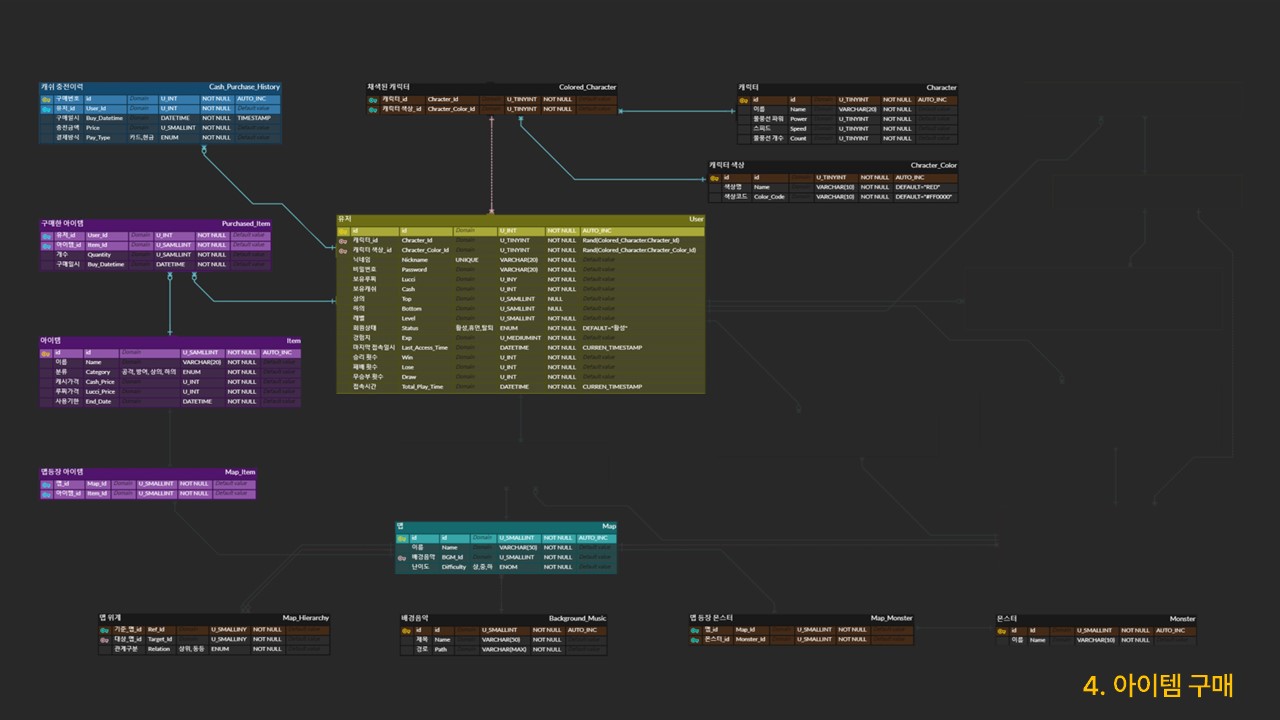 캐쉬 충전이력 Cash_Purchase_History
구매번호 id Domain U_INT NOT NULL AUTO_INC
유저_id User_Id Domain U_INT NOT NULL Default value
구매일시 Buy_Datetime Domain DATETIME NOT NULL TIMESTAMP
충전금액 Price Domain U_SMALLINT NOT NULL Default value
결제방식 Pay_Type 카드,현금 ENUM NOT NULL Default value
채색된 캐릭터 Colored_Character
캐릭터_id Chracter_Id Domain U_TINYINT NOT NULL Default value
캐릭터 색상_id Chracter_Color_Id Domain U_TINYINT NOT NULL Default value
캐릭터 Character
id id Domain U_TINYINT NOT NULL AUTO_INC
이름 Name Domain VARCHAR(20) NOT NULL Default value
물풍선 파워 Power Domain U_TINYINT NOT NULL Default value
스피드 Speed Domain U_TINYINT NOT NULL Default value
물풍선 개수 Count Domain U_TINYINT NOT NULL Default value
캐릭터 색상 Chracter_Color
id id Domain U_TINYINT NOT NULL AUTO_INC
색상명 Name Domain VARCHAR(10) NOT NULL DEFAULT="RED"
색상코드 Color_Code Domain VARCHAR(10) NOT NULL DEFAULT="#FF0000"
구매한 아이템 Purchased_Item
유저_id User_Id Domain U_INT NOT NULL Default value
아이템_id Item_Id Domain U_SAMLLINT NOT NULL Default value
개수 Quantity Domain U_SAMLLINT NOT NULL Default value
구매일시 Buy_Datetime Domain DATETIME NOT NULL Default value
유저 User
id id Domain U_INT NOT NULL AUTO_INC
캐릭터_id Chracter_Id Domain U_TINYINT NOT NULL Rand(Colored_Character.Chracter_Id)
캐릭터 색상_id Chracter_Color_Id Domain U_TINYINT NOT NULL Rand(Colored_Character.Chracter_Color_Id)
닉네임 Nickname UNIQUE VARCHAR(20) NOT NULL Default value
비밀번호 Password Domain VARCHAR(20) NOT NULL Default value
보유루찌 Lucci Domain U_INY NOT NULL Default value
보유캐쉬 Cash Domain U_INT NOT NULL Default value
상의 Top Domain U_SAMLLINT NULL Default value
하의 Bottom Domain U_SAMLLINT NULL Default value
레벨 Level Domain U_SMALLINT NOT NULL Default value
회원상태 Status 활성,휴면,탈퇴 ENUM NOT NULL DEFAULT="활성"
경험치 Exp Domain U_MEDIUMINT NOT NULL Default value
마지막 접속일시 Last_Access_Time Domain DATETIME NOT NULL CURREN_TIMESTAMP
승리 횟수 Win Domain U_INT NOT NULL Default value
패배 횟수 Lose Domain U_INT NOT NULL Default value
무승부 횟수 Draw Domain U_INT NOT NULL Default value
접속시간 Total_Play_Time Domain DATETIME NOT NULL CURREN_TIMESTAMP
아이템 Item
id id Domain U_SAMLLINT NOT NULL AUTO_INC
이름 Name Domain VARCHAR(20) NOT NULL Default value
분류 Category 공격,방어,상의,하의 ENUM NOT NULL Default value
캐시가격 Cash_Price Domain U_INT NOT NULL Default value
루찌가격 Lucci_Price Domain U_INT NOT NULL Default value
사용기한 End_Date Domain DATETIME NOT NULL Default value
맵등장 아이템 Map_Item
맵_id Map_Id Domain U_SMALLINT NOT NULL Default value
아이템_id Item_Id Domain U_SMALLINT NOT NULL Default value
맵 Map
id id Domain U_SMALLINT NOT NULL AUTO_INC
이름 Name Domain VARCHAR(50) NOT NULL Default value
배경음악 BGM_Id Domain U_SMALLINT NOT NULL Default value
난이도 Difficulty 상,중,하 ENOM NOT NULL Default value
맵 위계 Map_Hierarchy
기준_맵_id Ref_Id Domain U_SMALLINY NOT NULL Default value
대상_맵_id Target_Id Domain U_SMALLINY NOT NULL Default value
관계구분 Relation 상위,동등 ENUM NOT NULL Default value
배경음악 Background_Music
id id Domain U_SMALLINT NOT NULL AUTO_INC
제목 Name Domain VARCHAR(50) NOT NULL Default value
경로 Path Domain VARCHAR(MAX) NOT NULL Default value
맵 등장 몬스터 Map_Monster
맵_id Map_Id Domain U_SMALLINT NOT NULL Default value
몬스터_id Monster_Id Domain U_SMALLINT NOT NULL Default value
몬스터 Monster
id Id Domain U_SMALLINT NOT NULL AUTO_INC
이름 Name Domain VARCHAR(30) NOT NULL Default value
4. 아이템 구매